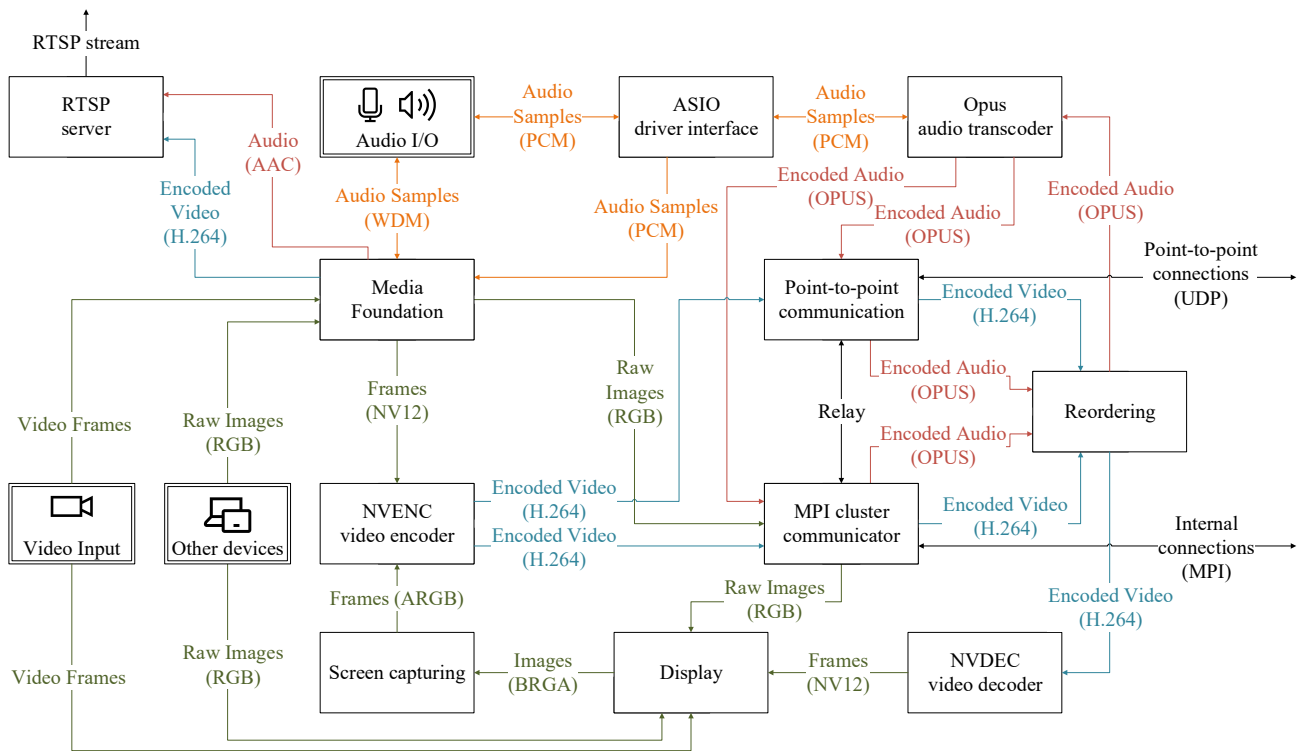 RTSP stream
RTSP
server
Audio I/O
Audio
Samples
(PCM)
ASIO
driver interface
Audio
Samples
(PCM)
Opus
audio transcoder
Audio
(AAC)
Encoded
Video
(H.264)
Audio Samples
(WDM)
Audio Samples
(PCM)
Encoded Audio
(OPUS)
Encoded Audio
(OPUS)
Encoded Audio
(OPUS)
Media
Foundation
Point-to-point
communication
Point-to-point
connections
(UDP)
Encoded Video
(H.264)
Frames
(NV12)
Raw
Images
(RGB)
Encoded Audio
(OPUS)
Reordering
Video Frames
Raw Images
(RGB)
Relay
Encoded Audio
(OPUS)
Video Input
Other devices
NVENC
video encoder
Encoded Video
(H.264)
Encoded Video
(H.264)
MPI cluster
communicator
Encoded Video
(H.264)
Internal
connections
(MPI)
Frames (ARGB)
Raw Images
(RGB)
Encoded Video
(H.264)
Video Frames
Raw Images
(RGB)
Screen capturing
Images
(BRGA)
Display
Frames
(NV12)
NVDEC
video decoder